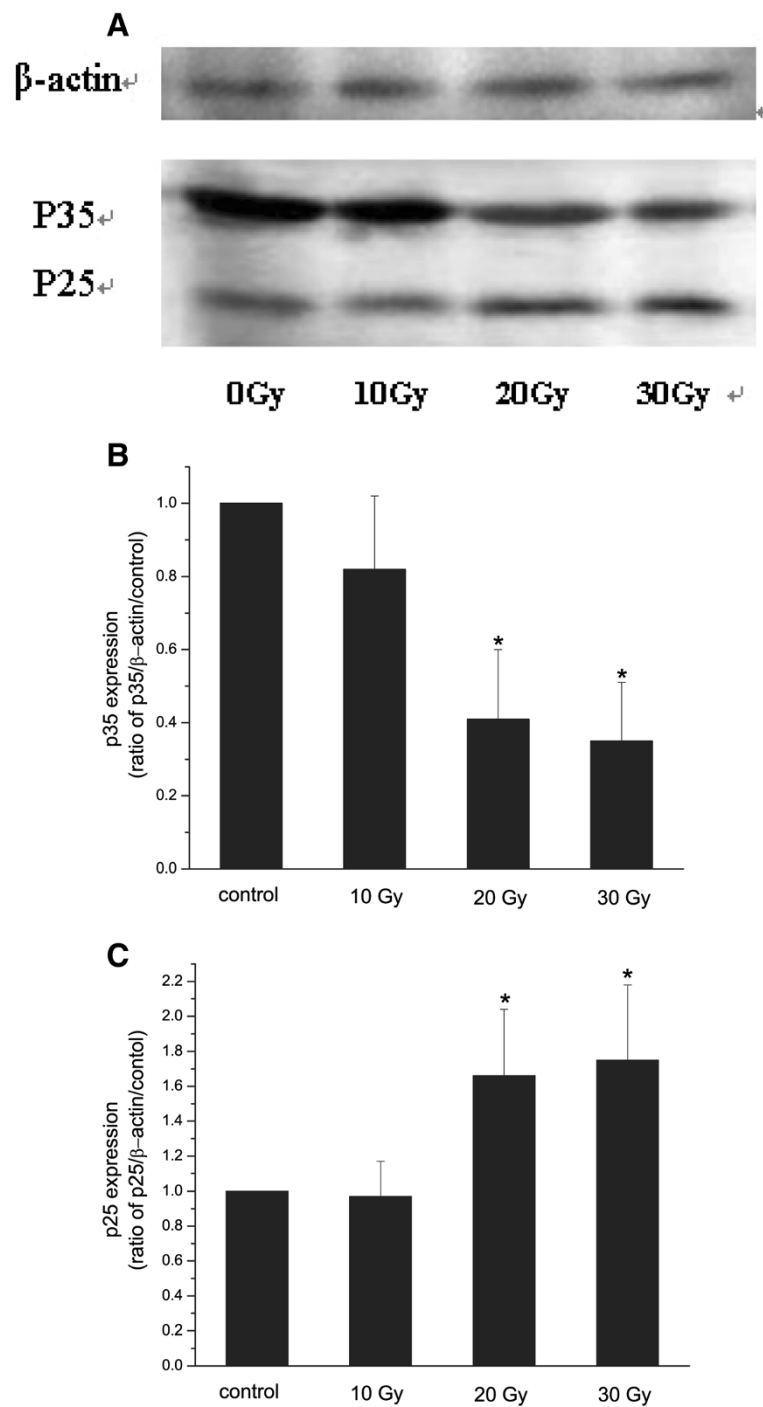 A
β-actin↵
↵
P35↵
P25↵
0Gy 10Gy 20Gy 30Gy ↵
B
p35 expression
(ratio of p35/β−actin/control)
1.0
0.8
0.6
0.4
0.2
0.0
*
*
control 10 Gy 20 Gy 30 Gy
C
p25 expression
(ratio of p25/β−actin/contol)
2.2
2.0
1.8
1.6
1.4
1.2
1.0
0.8
0.6
0.4
0.2
0.0
*
*
control 10 Gy 20 Gy 30 Gy